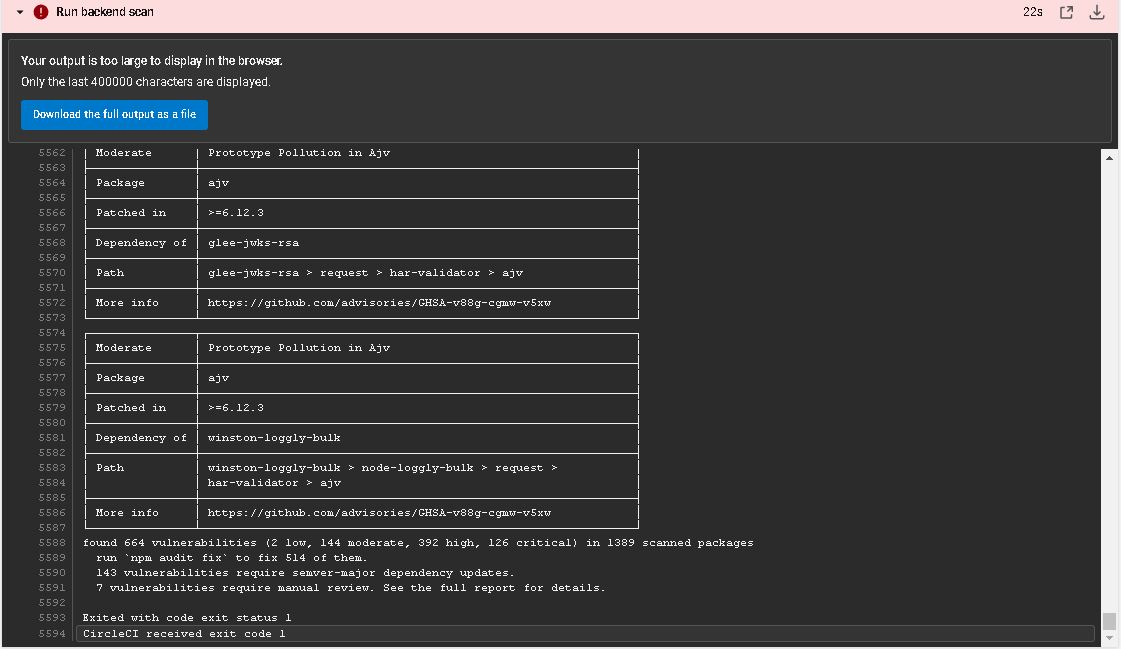 Run backend scan 22s
Your output is too large to display in the browser.
Only the last 400000 characters are displayed.
Download the full output as a file
5562 Moderate Prototype Pollution in Ajv
5563
5564 Package ajv
5565
5566 Patched in >=6.12.3
5567
5568 Dependency of glee-jwks-rsa
5569
5570 Path glee-jwks-rsa > request > har-validator > ajv
5571
5572 More info https://github.com/advisories/GHSA-v88g-cgmw-v5xw
5573
5574
5575 Moderate Prototype Pollution in Ajv
5576
5577 Package ajv
5578
5579 Patched in >=6.12.3
5580
5581 Dependency of winston-loggly-bulk
5582
5583 Path winston-loggly-bulk > node-loggly-bulk > request >
5584 har-validator > ajv
5585
5586 More info https://github.com/advisories/GHSA-v88g-cgmw-v5xw
5587
5588 found 664 vulnerabilities (2 low, 144 moderate, 392 high, 126 critical) in 1389 scanned packages
5589 run `npm audit fix` to fix 514 of them.
5590 143 vulnerabilities require semver-major dependency updates.
5591 7 vulnerabilities require manual review. See the full report for details.
5592
5593 Exited with code exit status 1
5594 CircleCI received exit code 1